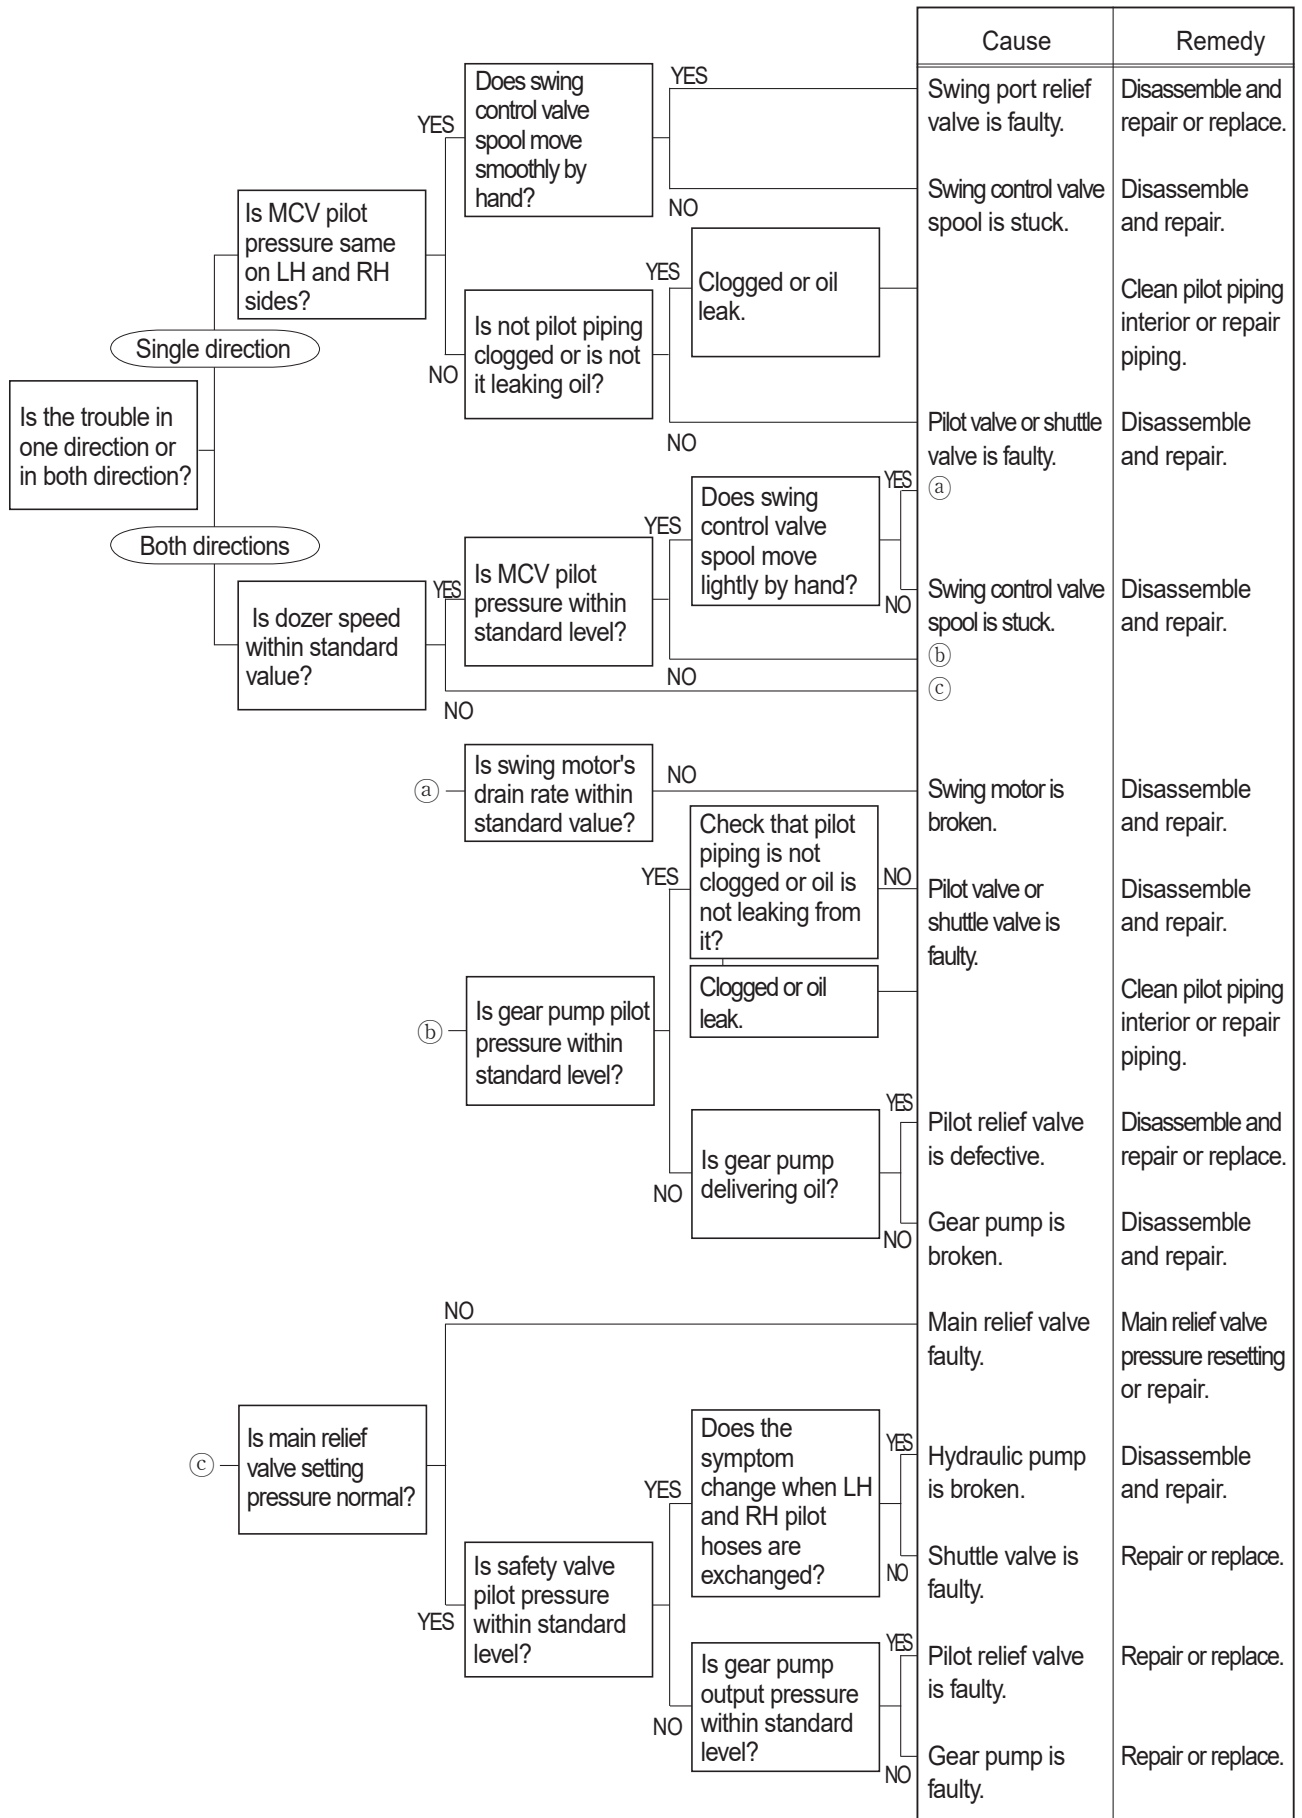 Cause
Remedy
Does swing
control valve
spool move
smoothly by
hand?
YES
YES
NO
Swing port relief
valve is faulty.
Disassemble and
repair or replace.
Swing control valve
spool is stuck.
Disassemble
and repair.
Is MCV pilot
pressure same
on LH and RH
sides?
Single direction
NO
Is not pilot piping
clogged or is not
it leaking oil?
YES
Clogged or oil
leak.
Clean pilot piping
interior or repair
piping.
NO
Pilot valve or shuttle
valve is faulty.
Disassemble
and repair.
Is the trouble in
one direction or
in both direction?
Both directions
Is dozer speed
within standard
value?
YES
Is MCV pilot
pressure within
standard level?
YES
Does swing
control valve
spool move
lightly by hand?
YES
ⓐ
NO
Swing control valve
spool is stuck.
Disassemble
and repair.
NO
ⓑ
NO
ⓒ
ⓐ
Is swing motor's
drain rate within
standard value?
NO
Swing motor is
broken.
Disassemble
and repair.
ⓑ
Is gear pump pilot
pressure within
standard level?
YES
Check that pilot
piping is not
clogged or oil is
not leaking from
it?
NO
Pilot valve or
shuttle valve is
faulty.
Disassemble
and repair.
Clogged or oil
leak.
Clean pilot piping
interior or repair
piping.
NO
Is gear pump
delivering oil?
YES
Pilot relief valve
is defective.
Disassemble and
repair or replace.
NO
Gear pump is
broken.
Disassemble
and repair.
ⓒ
Is main relief
valve setting
pressure normal?
NO
Main relief valve
faulty.
Main relief valve
pressure resetting
or repair.
YES
Is safety valve
pilot pressure
within standard
level?
YES
Does the
symptom
change when LH
and RH pilot
hoses are
exchanged?
YES
Hydraulic pump
is broken.
Disassemble
and repair.
NO
Shuttle valve is
faulty.
Repair or replace.
NO
Is gear pump
output pressure
within standard
level?
YES
Pilot relief valve
is faulty.
Repair or replace.
NO
Gear pump is
faulty.
Repair or replace.